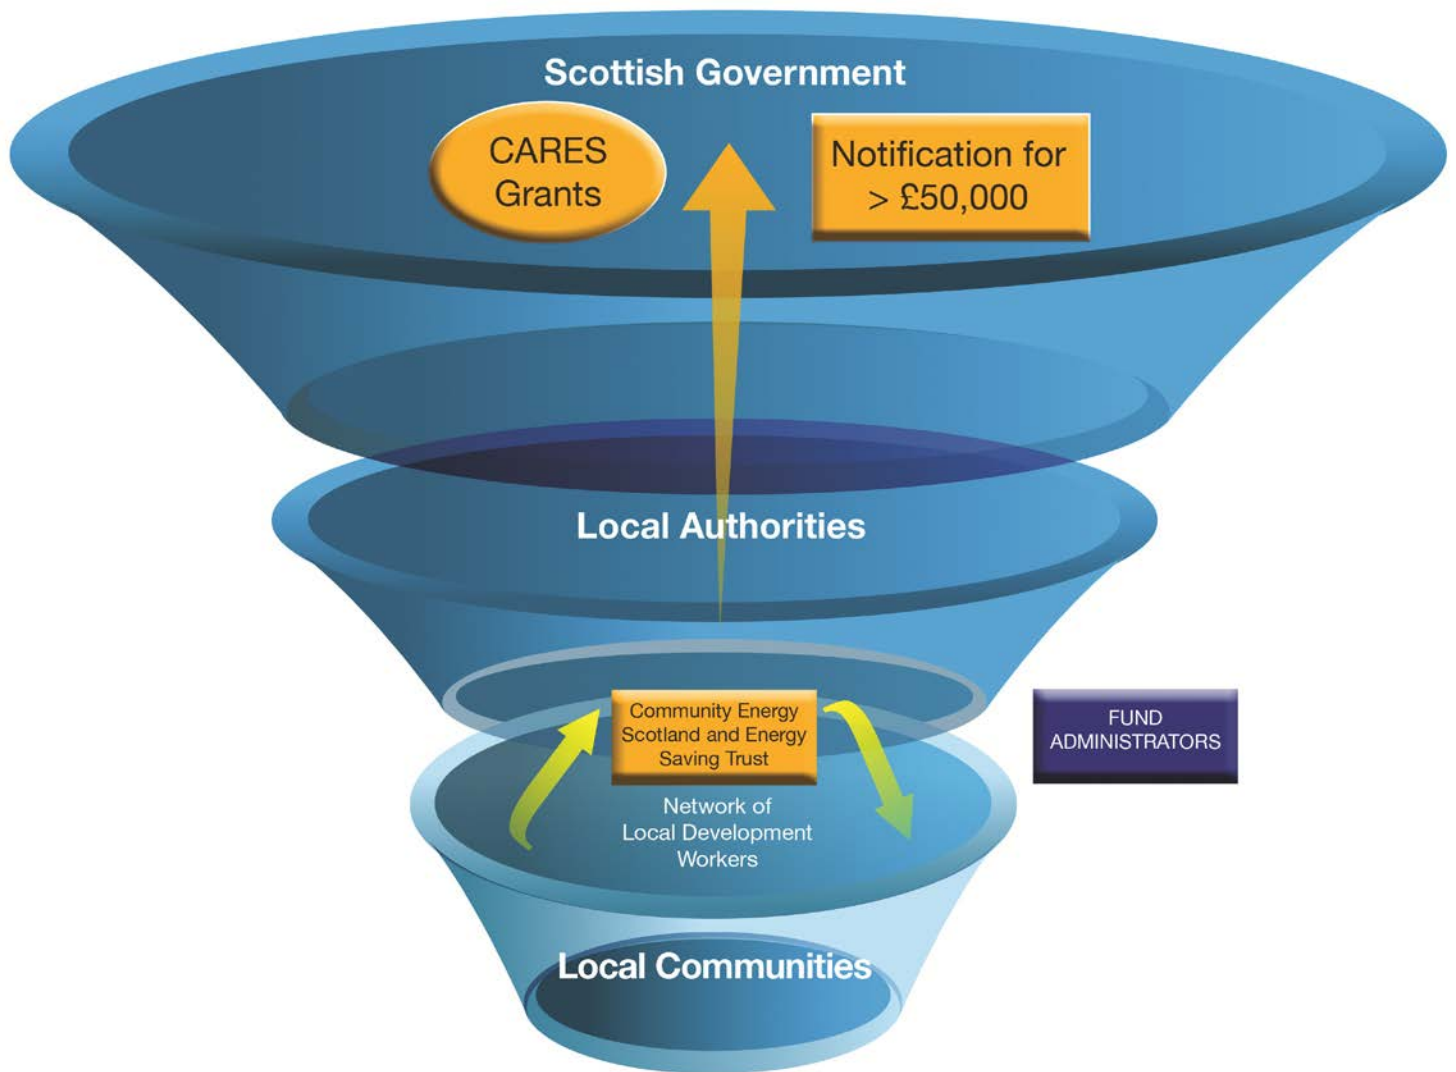 Scottish Government
CARES
Grants
Notification for
> £50,000
Local Authorities
Community Energy
Scotland and Energy
Saving Trust
FUND
ADMINISTRATORS
Network of
Local Development
Workers
Local Communities